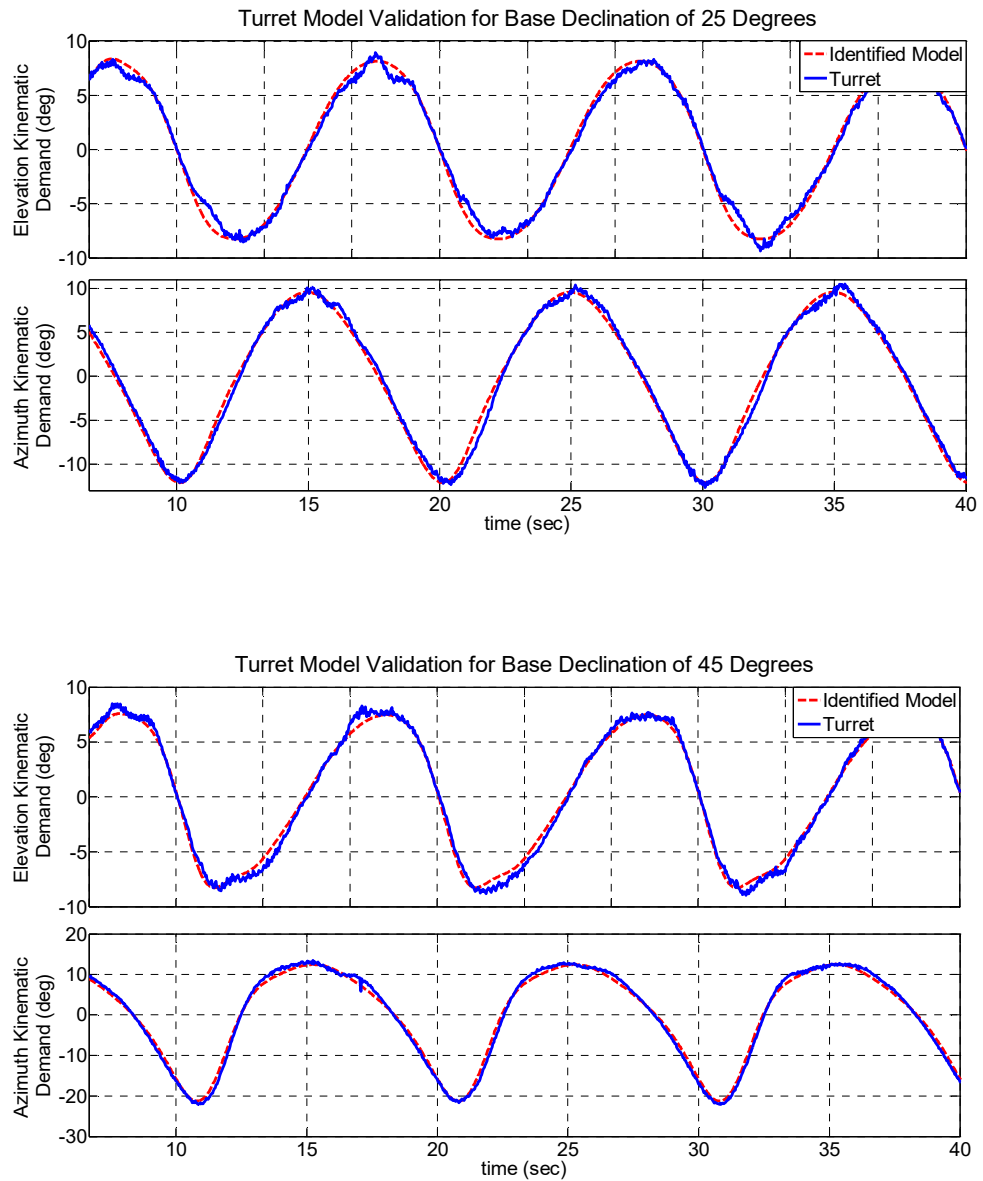 Turret Model Validation for Base Declination of 25 Degrees
Elevation Kinematic
Demand (deg)
10
5
0
-5
-10
Identified Model
Turret
Azimuth Kinematic
Demand (deg)
10
5
0
-5
-10
10 15 20 25 30 35 40
time (sec)
Turret Model Validation for Base Declination of 45 Degrees
Elevation Kinematic
Demand (deg)
10
5
0
-5
-10
Identified Model
Turret
Azimuth Kinematic
Demand (deg)
20
10
0
-10
-20
-30
10 15 20 25 30 35 40
time (sec)